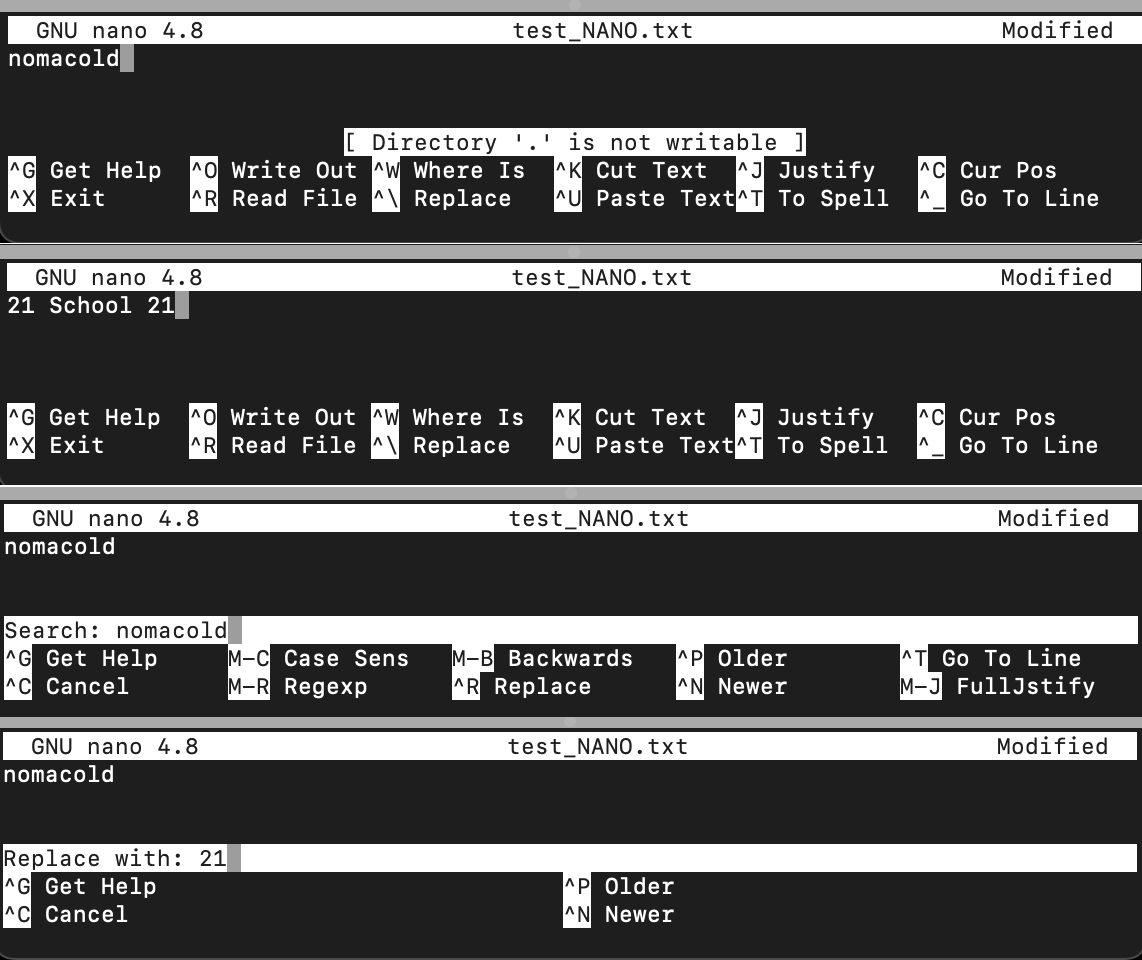 GNU nano 4.8 test_NANO.txt Modified
nomacold
[ Directory '.' is not writable ]
^G Get Help ^O Write Out ^W Where Is ^K Cut Text ^J Justify ^C Cur Pos
^X Exit ^R Read File ^\ Replace ^U Paste Text ^T To Spell ^_ Go To Line
GNU nano 4.8 test_NANO.txt Modified
21 School 21
^G Get Help ^O Write Out ^W Where Is ^K Cut Text ^J Justify ^C Cur Pos
^X Exit ^R Read File ^\ Replace ^U Paste Text ^T To Spell ^_ Go To Line
GNU nano 4.8 test_NANO.txt Modified
nomacold
Search: nomacold
^G Get Help M-C Case Sens M-B Backwards ^P Older ^T Go To Line
^C Cancel M-R Regexp ^R Replace ^N Newer M-J FullJstify
GNU nano 4.8 test_NANO.txt Modified
nomacold
Replace with: 21
^G Get Help ^P Older
^C Cancel ^N Newer